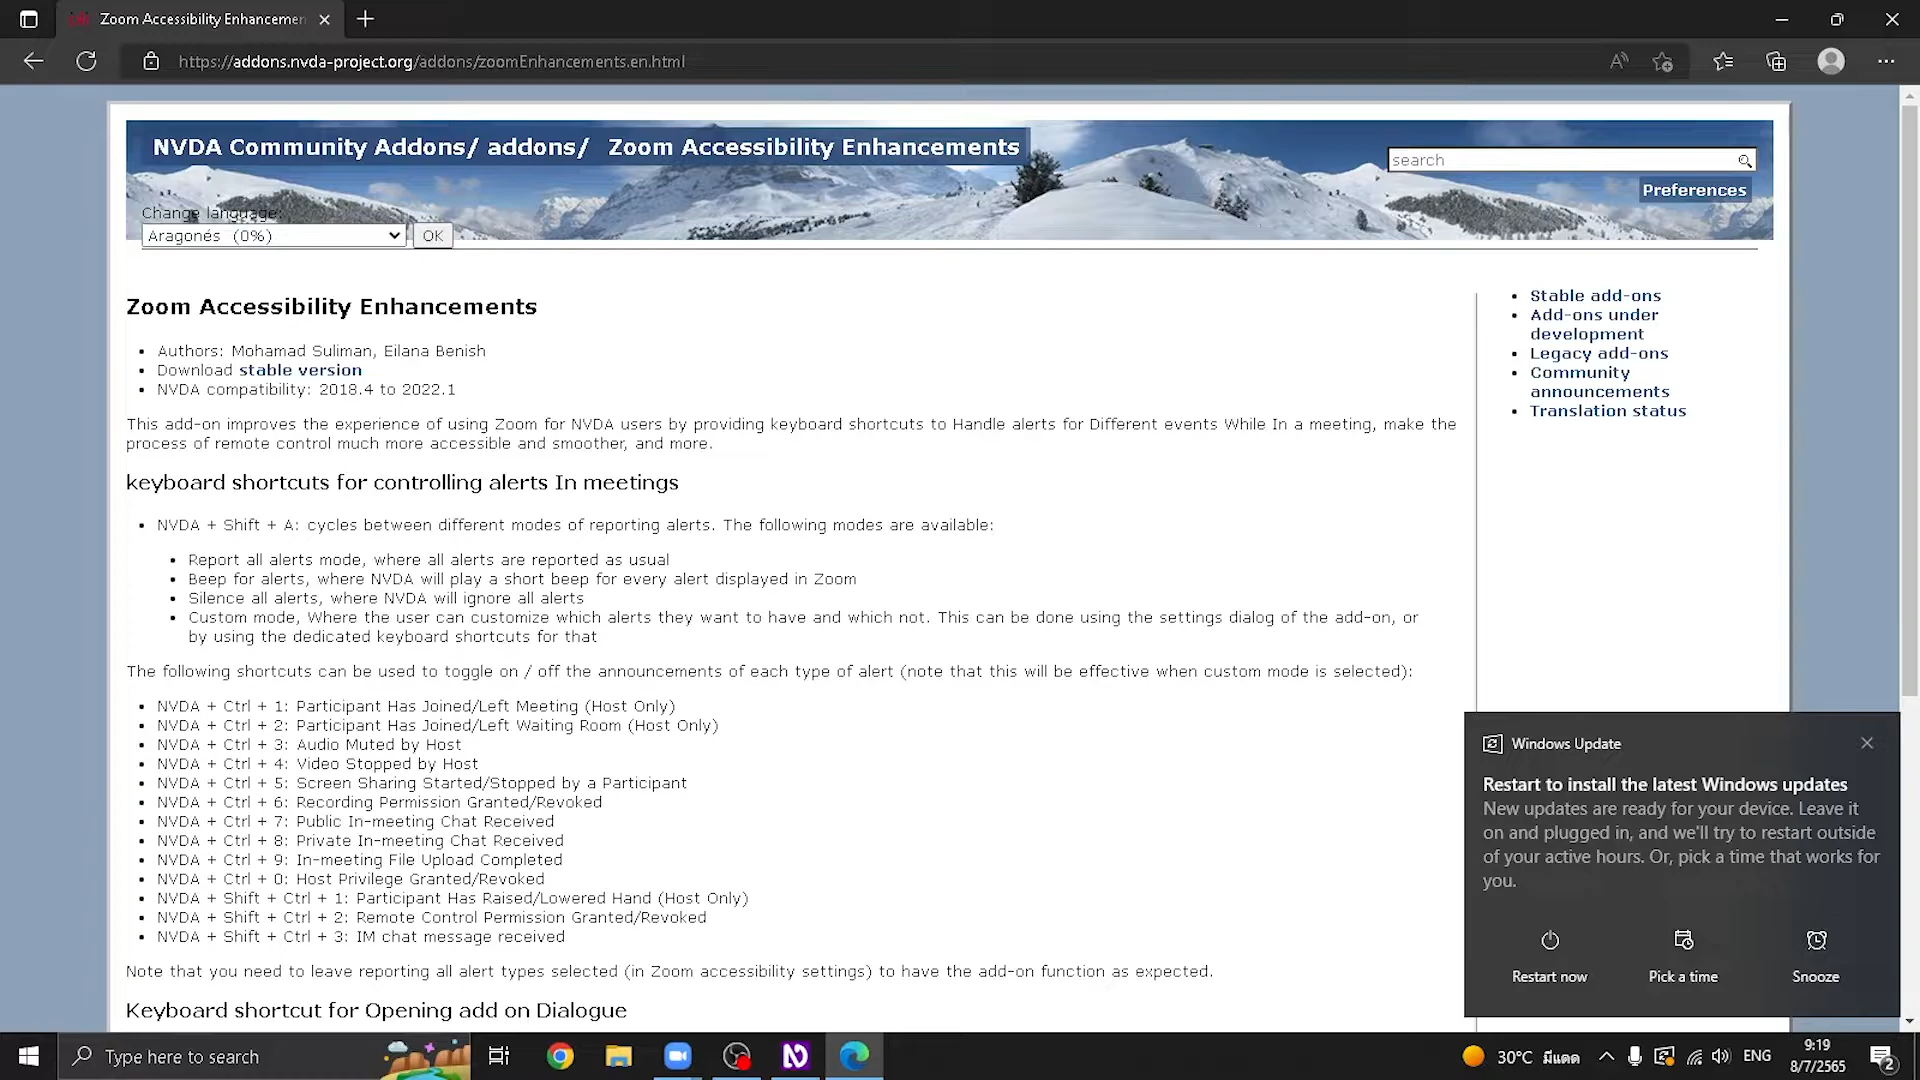 Zoom Accessibility Enhancemen
https://addons.nvda-project.org/addons/zoomEnhancements.en.html
NVDA Community Addons/ addons/ Zoom Accessibility Enhancements
search
Preferences
Change language:
Aragonés (0%)
OK
Zoom Accessibility Enhancements
Authors: Mohamad Suliman, Eilana Benish
Download stable version
NVDA compatibility: 2018.4 to 2022.1
This add-on improves the experience of using Zoom for NVDA users by providing keyboard shortcuts to Handle alerts for Different events While In a meeting, make the
process of remote control much more accessible and smoother, and more.
keyboard shortcuts for controlling alerts In meetings
NVDA + Shift + A: cycles between different modes of reporting alerts. The following modes are available:
Report all alerts mode, where all alerts are reported as usual
Beep for alerts, where NVDA will play a short beep for every alert displayed in Zoom
Silence all alerts, where NVDA will ignore all alerts
Custom mode, Where the user can customize which alerts they want to have and which not. This can be done using the settings dialog of the add-on, or
by using the dedicated keyboard shortcuts for that
The following shortcuts can be used to toggle on / off the announcements of each type of alert (note that this will be effective when custom mode is selected):
NVDA + Ctrl + 1: Participant Has Joined/Left Meeting (Host Only)
NVDA + Ctrl + 2: Participant Has Joined/Left Waiting Room (Host Only)
NVDA + Ctrl + 3: Audio Muted by Host
NVDA + Ctrl + 4: Video Stopped by Host
NVDA + Ctrl + 5: Screen Sharing Started/Stopped by a Participant
NVDA + Ctrl + 6: Recording Permission Granted/Revoked
NVDA + Ctrl + 7: Public In-meeting Chat Received
NVDA + Ctrl + 8: Private In-meeting Chat Received
NVDA + Ctrl + 9: In-meeting File Upload Completed
NVDA + Ctrl + 0: Host Privilege Granted/Revoked
NVDA + Shift + Ctrl + 1: Participant Has Raised/Lowered Hand (Host Only)
NVDA + Shift + Ctrl + 2: Remote Control Permission Granted/Revoked
NVDA + Shift + Ctrl + 3: IM chat message received
Note that you need to leave reporting all alert types selected (in Zoom accessibility settings) to have the add-on function as expected.
Keyboard shortcut for Opening add on Dialogue
Stable add-ons
Add-ons under
development
Legacy add-ons
Community
announcements
Translation status
Windows Update
Restart to install the latest Windows updates
New updates are ready for your device. Leave it
on and plugged in, and we'll try to restart outside
of your active hours. Or, pick a time that works for
you.
Restart now
Pick a time
Snooze
Type here to search
30°C มีแดด
ENG
9:19
8/7/2565
2